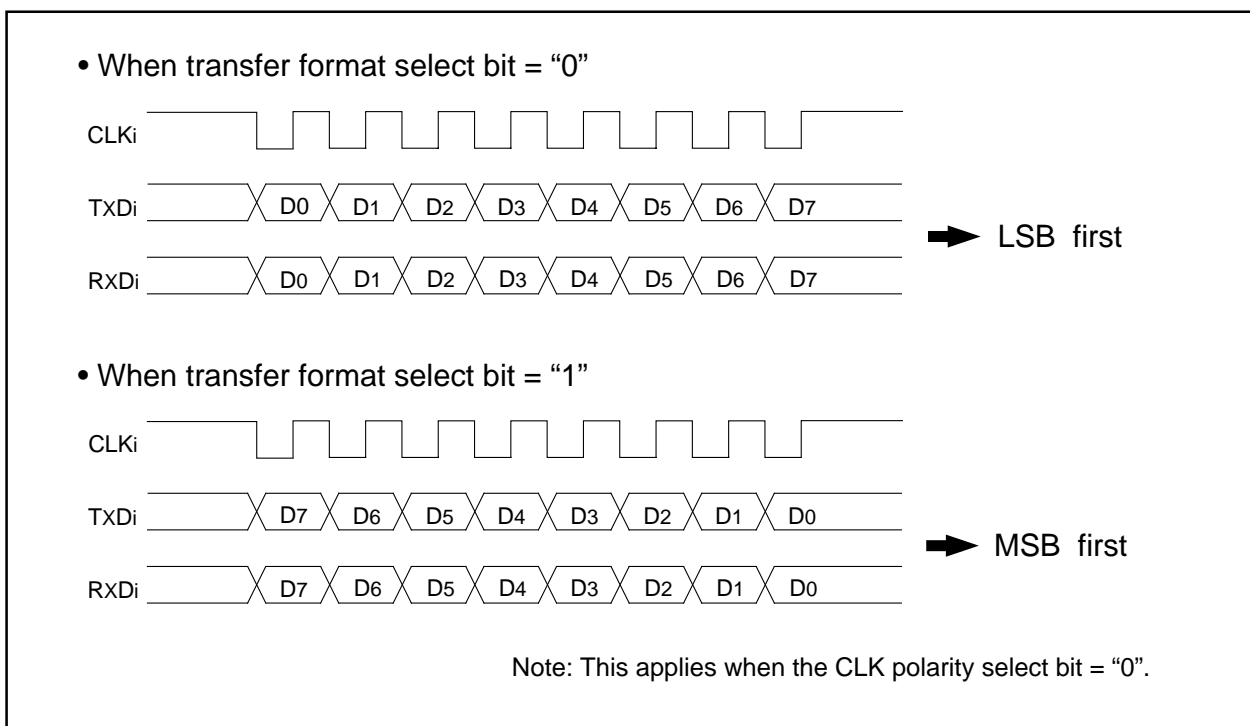 • When transfer format select bit = “0”
CLKi
TXDi D0 D1 D2 D3 D4 D5 D6 D7
LSB first
RXDi D0 D1 D2 D3 D4 D5 D6 D7
• When transfer format select bit = “1”
CLKi
TXDi D7 D6 D5 D4 D3 D2 D1 D0
MSB first
RXDi D7 D6 D5 D4 D3 D2 D1 D0
Note: This applies when the CLK polarity select bit = “0”.